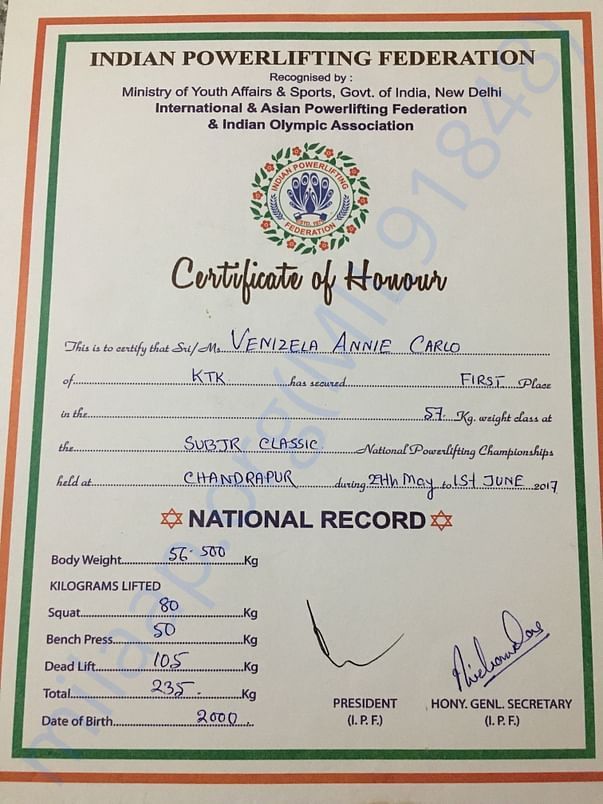 INDIAN POWERLIFTING FEDERATION
Recognised by :
Ministry of Youth Affairs & Sports, Govt. of India, New Delhi
International & Asian Powerlifting Federation
& Indian Olympic Association
INDIAN POWERLIFTING
FEDERATION
Certificate of Honour
This is to certify that Sri/Ms. VENIZELA ANNIE CARLO
of KTK has secured FIRST Place
in the 57 Kg. weight class at
the SUBJR CLASSIC National Powerlifting Championships
held at CHANDRAPUR during May to 1St JUNE 2017
NATIONAL RECORD
Body Weight 56.500 Kg
KILOGRAMS LIFTED
Squat 80 Kg
Bench Press 50 Kg
Dead Lift 105 Kg
Total 235. Kg
Date of Birth 2000
PRESIDENT
(I. P. F.)
HONY. GENL. SECRETARY
(I. P. F.)
milaap.org(MIL91848)